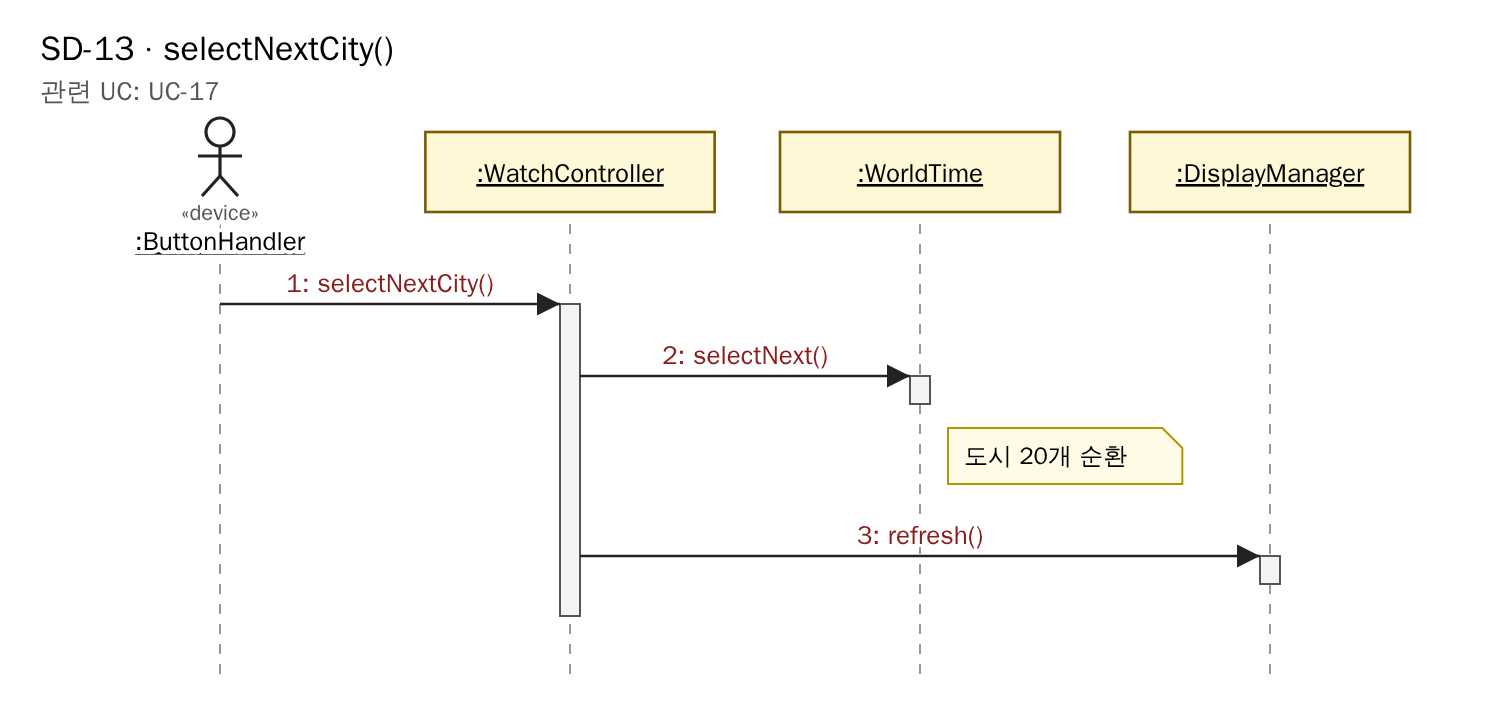 SD-13 · selectNextCity()
관련 UC: UC-17
«device»
:ButtonHandler
:WatchController
:WorldTime
:DisplayManager
1: selectNextCity()
2: selectNext()
도시 20개 순환
3: refresh()